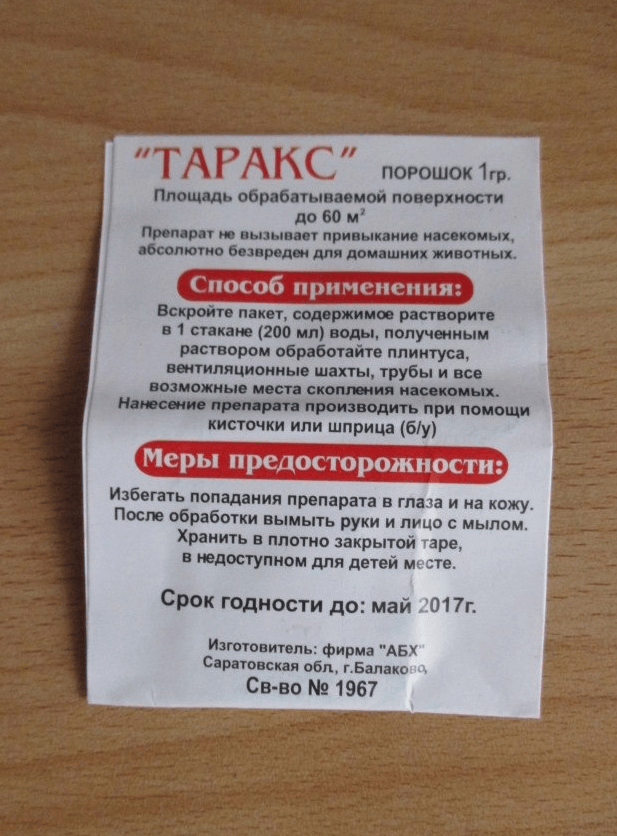 "ТАРАКС" ПОРОШОК 1гр.
Площадь обрабатываемой поверхности
до 60 м²
Препарат не вызывает привыкание насекомых,
абсолютно безвреден для домашних животных.
Способ применения:
Вскройте пакет, содержимое растворите
в 1 стакане (200 мл) воды, полученным
раствором обработайте плинтуса,
вентиляционные шахты, трубы и все
возможные места скопления насекомых.
Нанесение препарата производить при помощи
кисточки или шприца (б/у)
Меры предосторожности:
Избегать попадания препарата в глаза и на кожу.
После обработки вымыть руки и лицо с мылом.
Хранить в плотно закрытой таре,
в недоступном для детей месте.
Срок годности до: май 2017г.
Изготовитель: фирма "АБХ"
Саратовская обл., г.Балаково,
Св-во № 1967